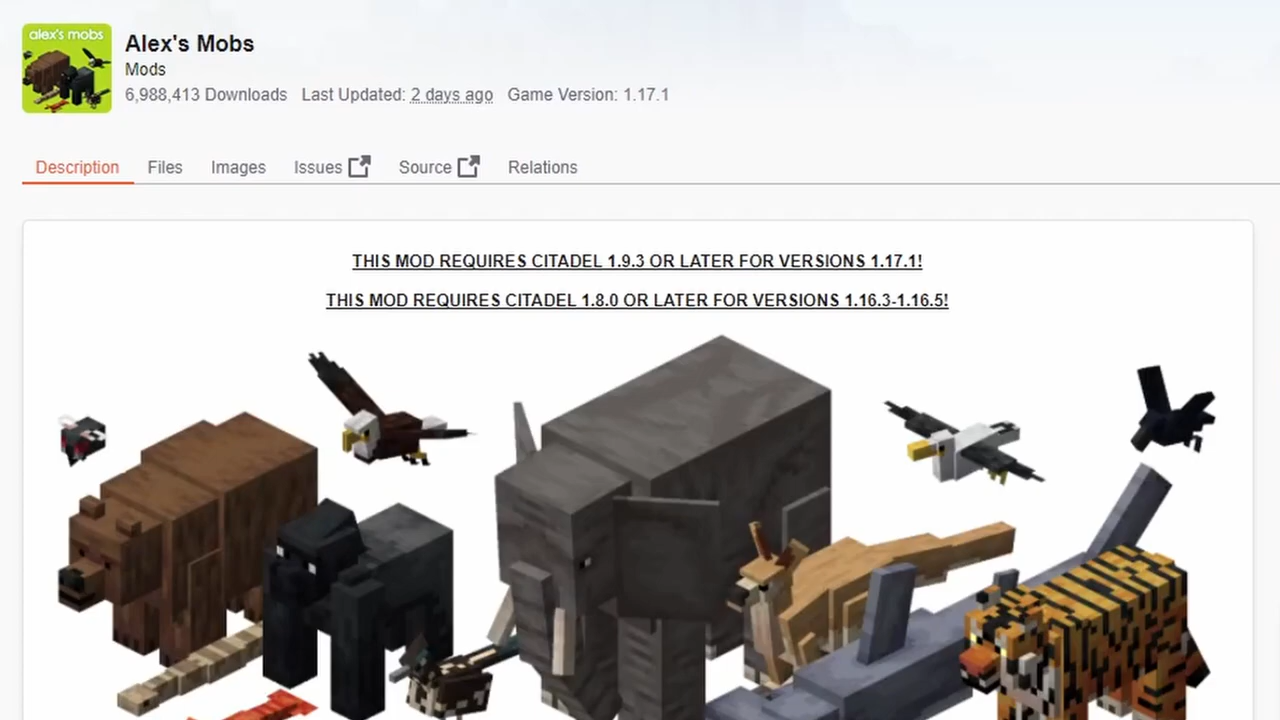 alex's mobs
Alex's Mobs
Mods
6,988,413 Downloads Last Updated: 2 days ago Game Version: 1.17.1
Description Files Images Issues Source Relations
THIS MOD REQUIRES CITADEL 1.9.3 OR LATER FOR VERSIONS 1.17.1!
THIS MOD REQUIRES CITADEL 1.8.0 OR LATER FOR VERSIONS 1.16.3-1.16.5!